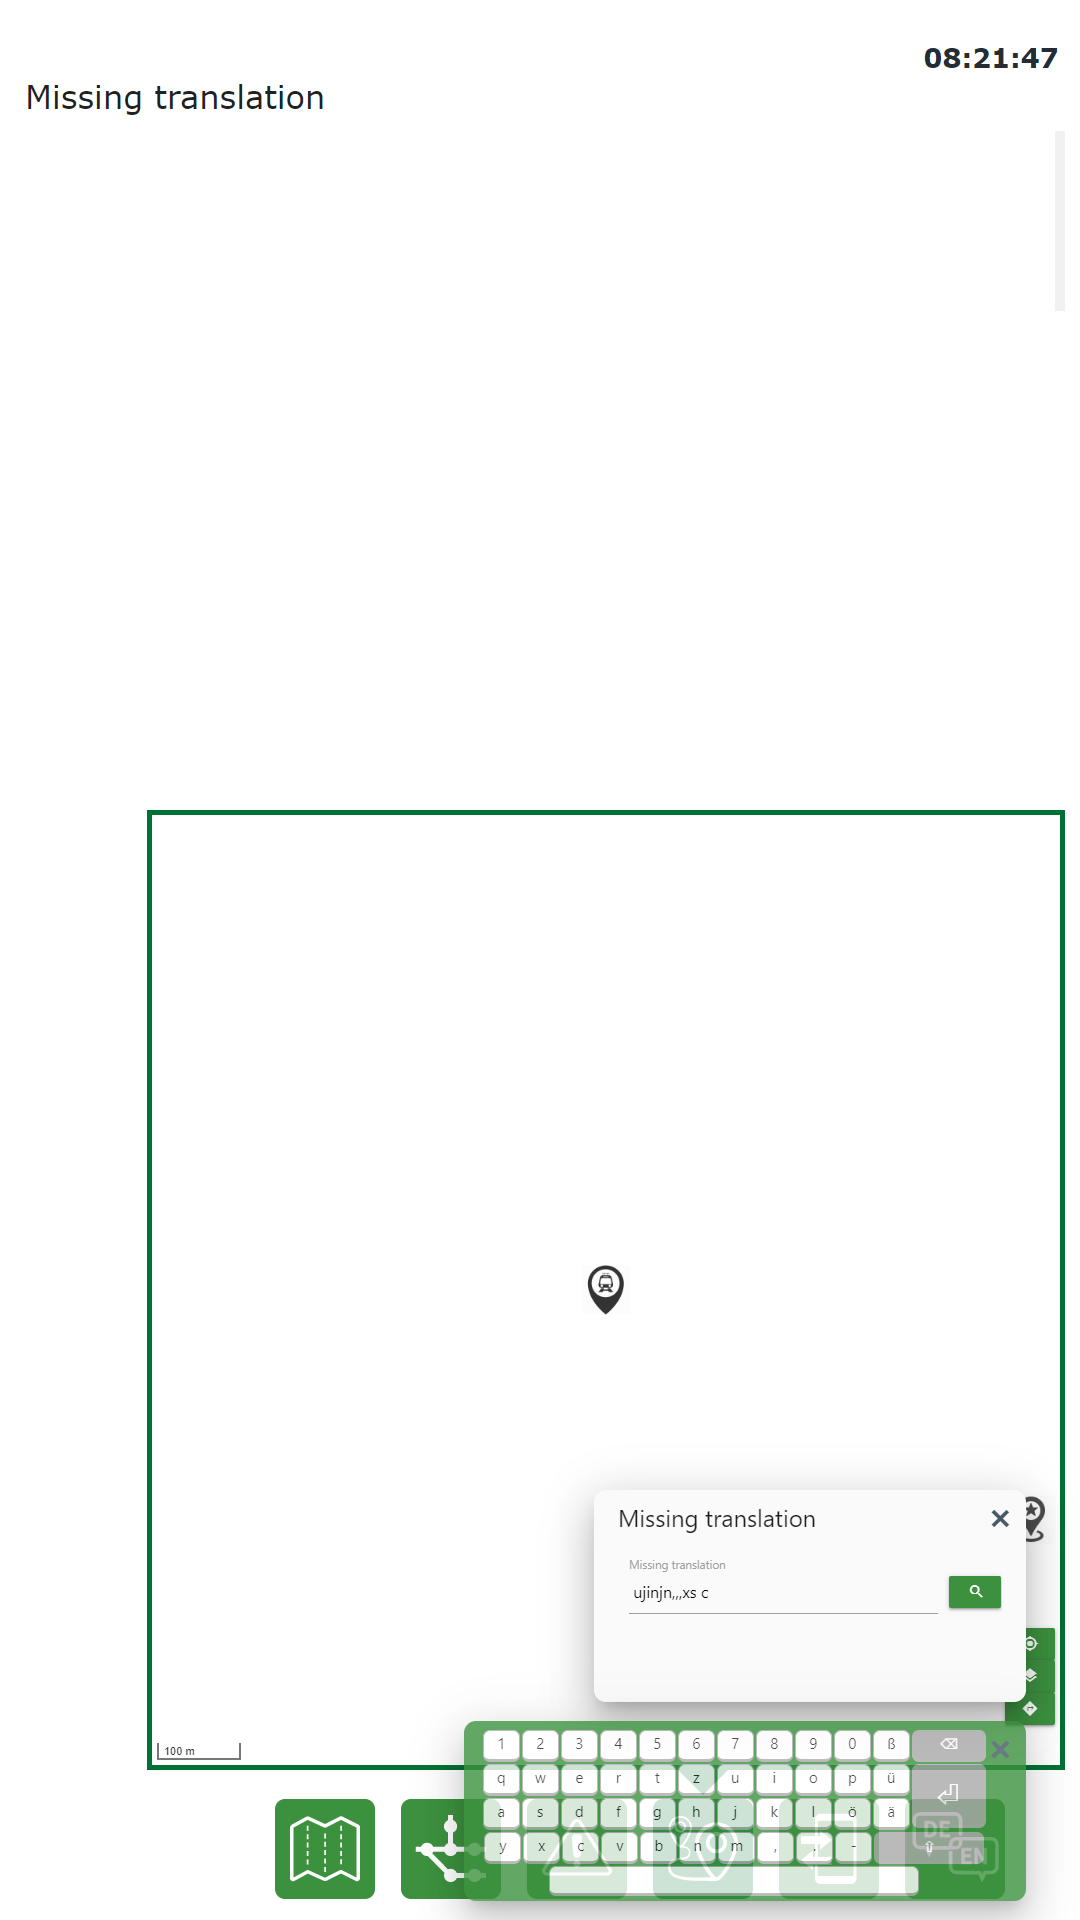 08:21:47
Missing translation
Missing translation
Missing translation
ujinjn,,,xs c
100 m
1 2 3 4 5 6 7 8 9 0 ß ⌫
q w e r t z u i o p ü
a s d f g h j k l ö ä
y x c v b n m , . - ⇧
DE
EN